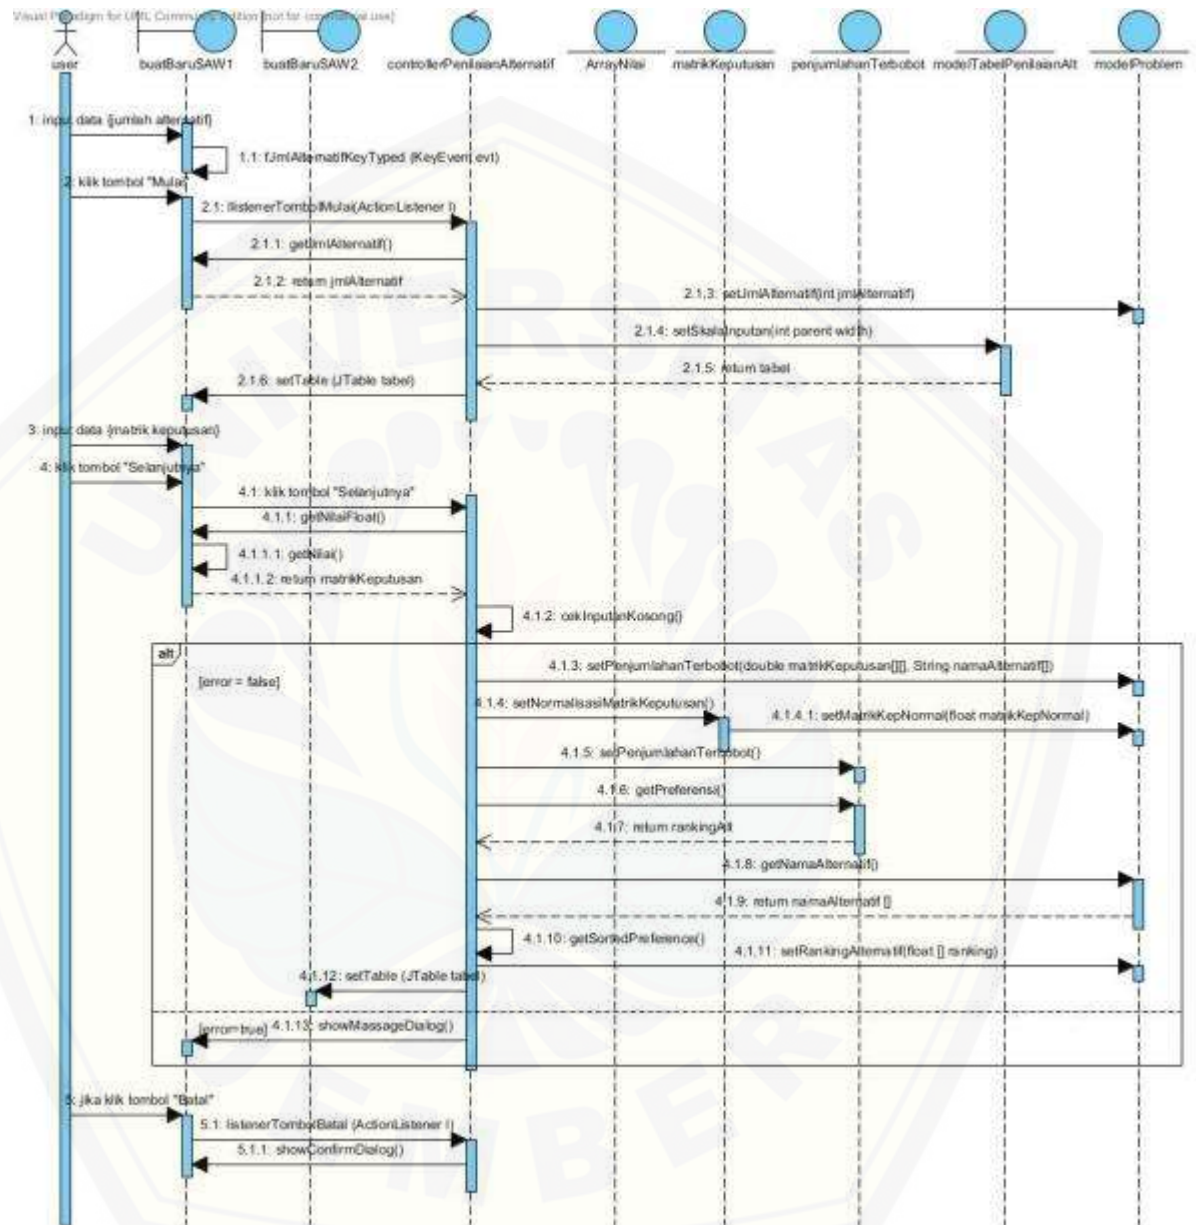 Visual Paradigm for UML Community Edition [not for commercial use]
user
buatBaruSAW1
buatBaruSAW2
controllerPenilaianAlternatif
ArrayNilai
matrikKeputusan
penjumlahanTerbobot
modelTabelPenilaianAlt
modelProblem
1: input data {jumlah alternatif}
1.1: fJmlAlternatifKeyTyped (KeyEvent evt)
2: klik tombol "Mulai"
2.1: listenerTombolMulai(ActionListener l)
2.1.1: getJmlAlternatif()
2.1.2: return jmlAlternatif
2.1.3: setJmlAlternatif(int jmlAlternatif)
2.1.4: setSkalaInputan(int parent width)
2.1.5: return tabel
2.1.6: setTable (JTable tabel)
3: input data {matrik keputusan}
4: klik tombol "Selanjutnya"
4.1: klik tombol "Selanjutnya"
4.1.1: getNilaiFloat()
4.1.1.1: getNilai()
4.1.1.2: return matrikKeputusan
4.1.2: cekInputanKosong()
alt
[error = false]
4.1.3: setPenjumlahanTerbobot(double matrikKeputusan[][], String namaAlternatif[])
4.1.4: setNormalisasiMatrikKeputusan()
4.1.4.1: setMatrikKepNormal(float matrikKepNormal)
4.1.5: setPenjumlahanTerbobot()
4.1.6: getPreferensi()
4.1.7: return rankingAlt
4.1.8: getNamaAlternatif()
4.1.9: return namaAlternatif []
4.1.10: getSortedPreference()
4.1.11: setRankingAlternatif(float [] ranking)
4.1.12: setTable (JTable tabel)
[error=true]
4.1.13: showMassageDialog()
5: jika klik tombol "Batal"
5.1: listenerTombolBatal (ActionListener l)
5.1.1: showConfirmDialog()
UNIVERSITAS
JEMBER